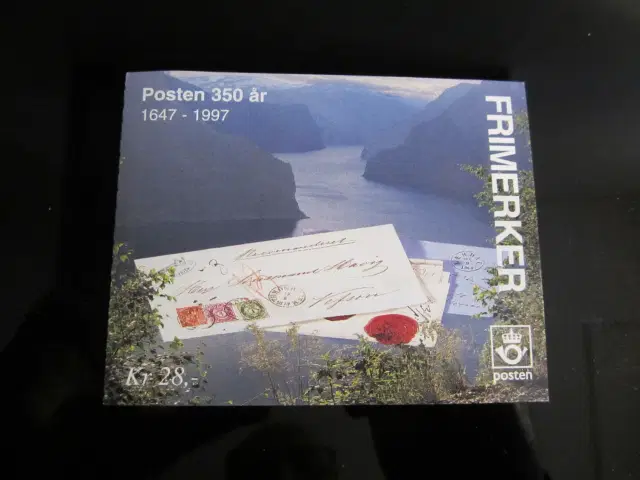 Posten 350 år
1647 - 1997
FRIMERKER
Kr 28,-
posten